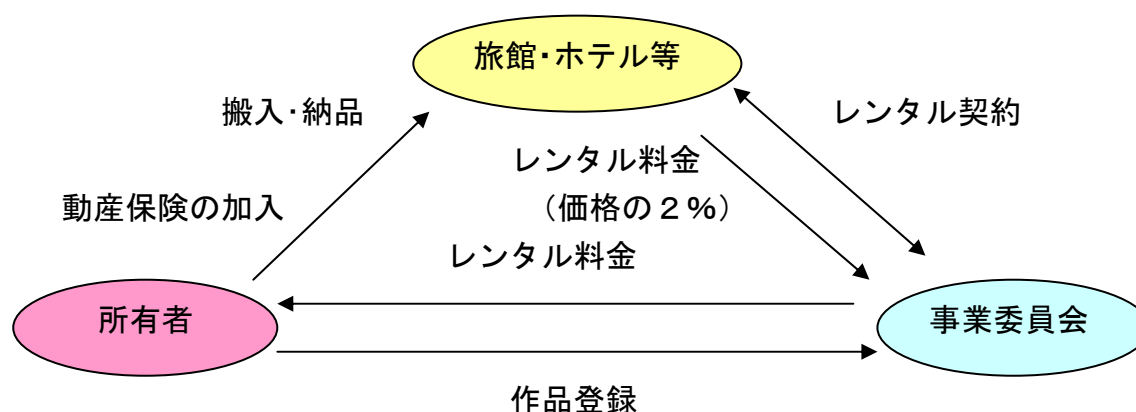 旅館・ホテル等
搬入・納品
レンタル契約
レンタル料金
（価格の２％）
動産保険の加入
レンタル料金
所有者
事業委員会
作品登録